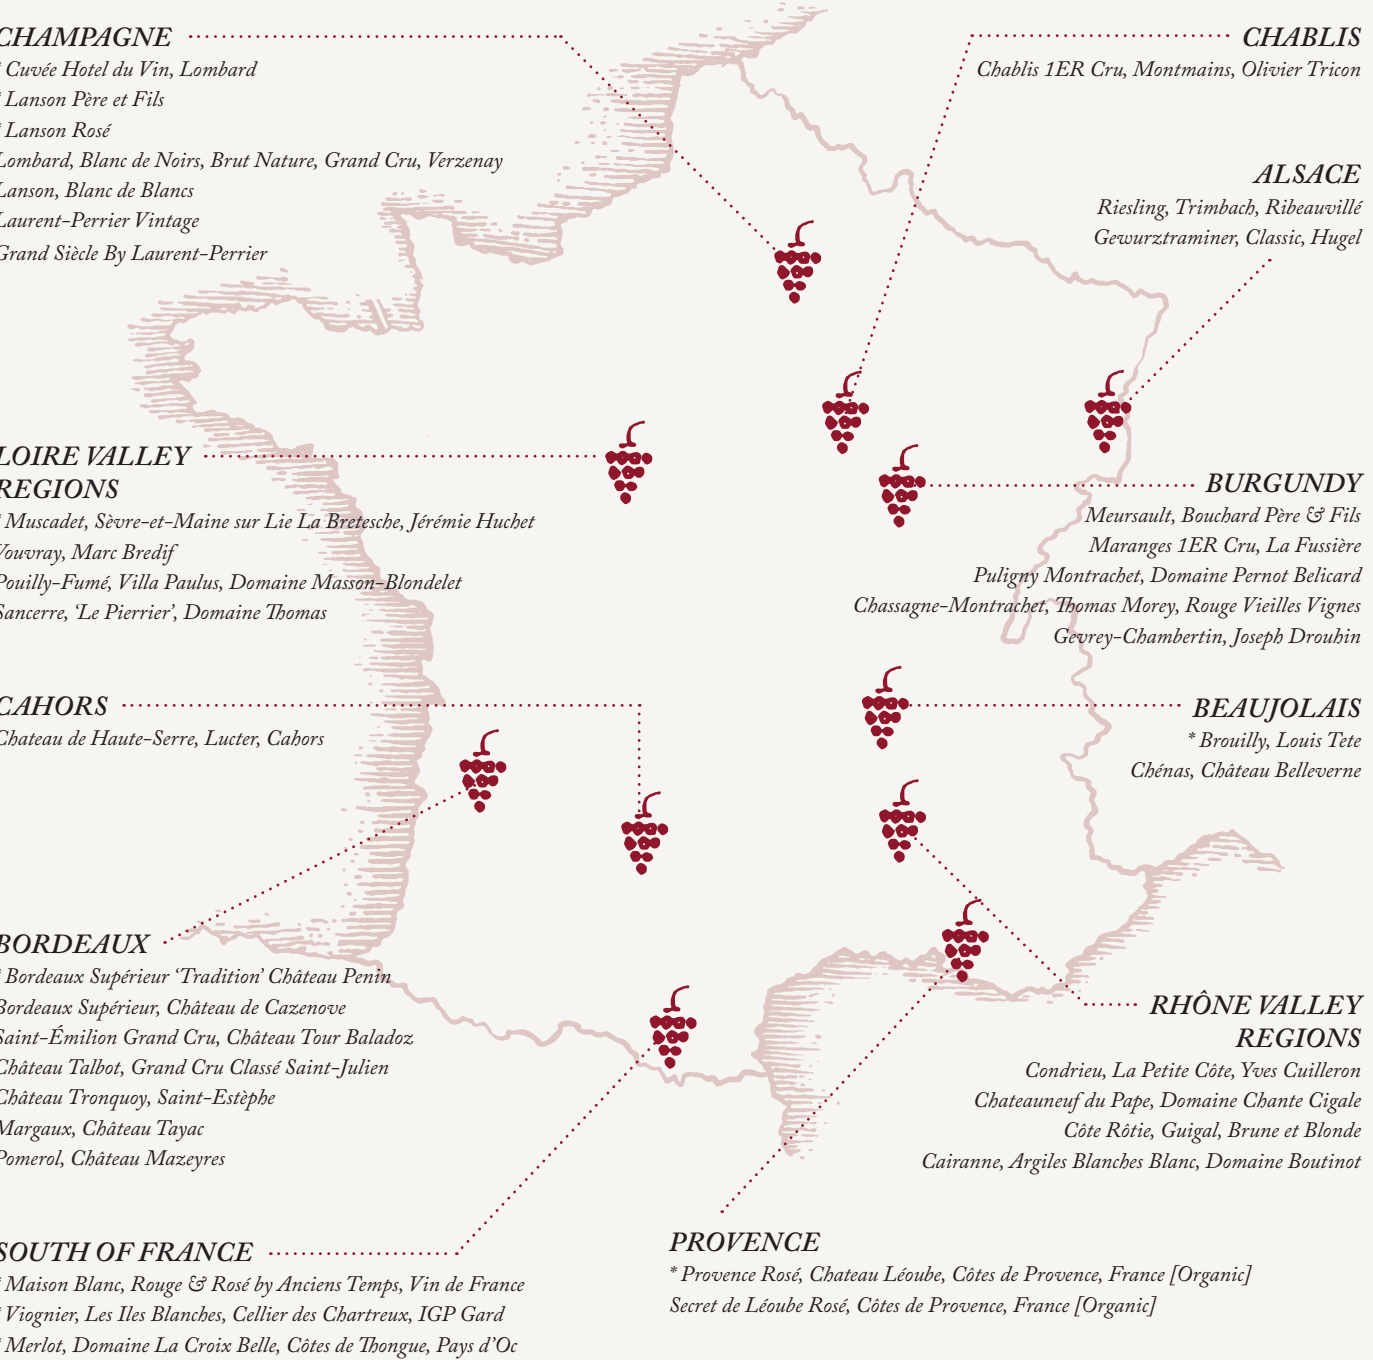 CHAMPAGNE
* Cuvée Hotel du Vin, Lombard
* Lanson Père et Fils
* Lanson Rosé
Lombard, Blanc de Noirs, Brut Nature, Grand Cru, Verzenay
Lanson, Blanc de Blancs
Laurent-Perrier Vintage
Grand Siècle By Laurent-Perrier
CHABLIS
Chablis 1ER Cru, Montmains, Olivier Tricon
ALSACE
Riesling, Trimbach, Ribeauvillé
Gewurztraminer, Classic, Hugel
LOIRE VALLEY
REGIONS
* Muscadet, Sèvre-et-Maine sur Lie La Bretesche, Jérémie Huchet
Vouvray, Marc Bredif
Pouilly-Fumé, Villa Paulus, Domaine Masson-Blondelet
Sancerre, ‘Le Pierrier’, Domaine Thomas
BURGUNDY
Meursault, Bouchard Père & Fils
Maranges 1ER Cru, La Fussière
Puligny Montrachet, Domaine Pernot Belicard
Chassagne-Montrachet, Thomas Morey, Rouge Vieilles Vignes
Gevrey-Chambertin, Joseph Drouhin
CAHORS
Chateau de Haute-Serre, Lucter, Cahors
BEAUJOLAIS
* Brouilly, Louis Tete
Chénas, Château Belleverne
BORDEAUX
* Bordeaux Supérieur ‘Tradition’ Château Penin
Bordeaux Supérieur, Château de Cazenove
Saint-Émilion Grand Cru, Château Tour Baladoz
Château Talbot, Grand Cru Classé Saint-Julien
Château Tronquoy, Saint-Estèphe
Margaux, Château Tayac
Pomerol, Château Mazeyres
RHÔNE VALLEY
REGIONS
Condrieu, La Petite Côte, Yves Cuilleron
Chateauneuf du Pape, Domaine Chante Cigale
Côte Rôtie, Guigal, Brune et Blonde
Cairanne, Argiles Blanches Blanc, Domaine Boutinot
SOUTH OF FRANCE
* Maison Blanc, Rouge & Rosé by Anciens Temps, Vin de France
* Viognier, Les Iles Blanches, Cellier des Chartreux, IGP Gard
* Merlot, Domaine La Croix Belle, Côtes de Thongue, Pays d’Oc
PROVENCE
* Provence Rosé, Chateau Léoube, Côtes de Provence, France [Organic]
Secret de Léoube Rosé, Côtes de Provence, France [Organic]